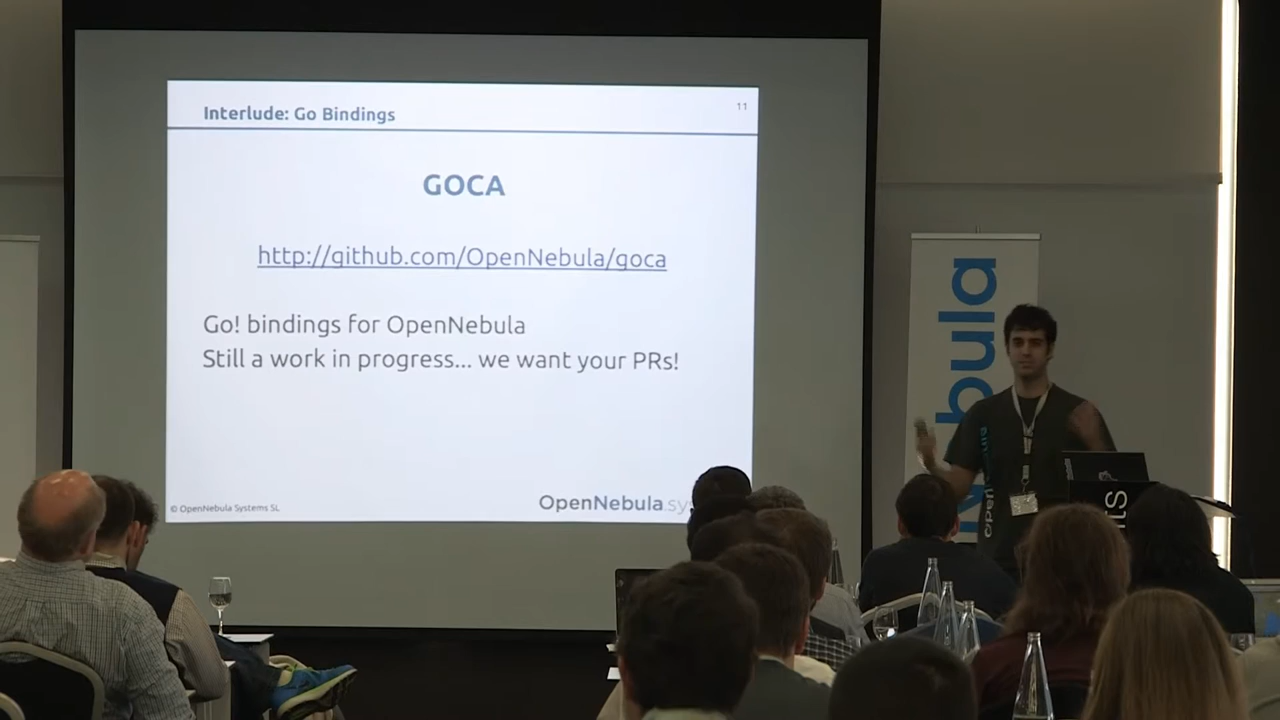 Interlude: Go Bindings
11
GOCA
http://github.com/OpenNebula/goca
Go! bindings for OpenNebula
Still a work in progress... we want your PRs!
© OpenNebula Systems SL
OpenNebula.sy
bula